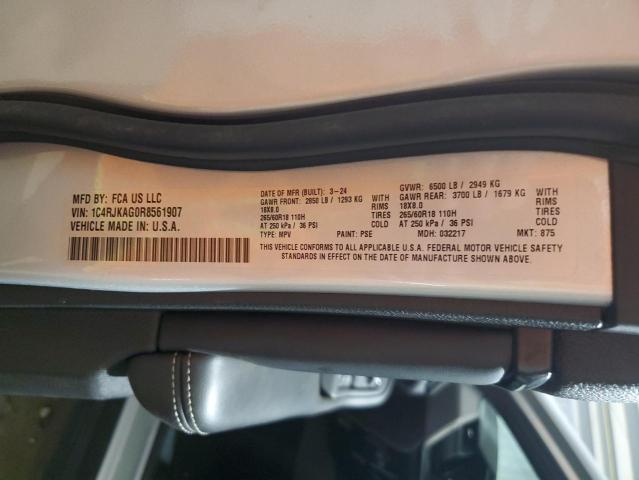 MFD BY: FCA US LLC
VIN: 1C4RJKAG0R8561907
VEHICLE MADE IN: U.S.A.
DATE OF MFR (BUILT): 3-24
GAWR FRONT: 2850 LB / 1293 KG
18X8.0
265/60R18 110H
AT 250 kPa / 36 PSI
TYPE: MPV
WITH
RIMS
TIRES
PAINT: PSE
GVWR: 6500 LB / 2949 KG
GAWR REAR: 3700 LB / 1679 KG
18X8.0
265/60R18 110H
AT 250 kPa / 36 PSI
MDH: 032217
WITH
RIMS
TIRES
MKT: 875
THIS VEHICLE CONFORMS TO ALL APPLICABLE U.S.A. FEDERAL MOTOR VEHICLE SAFETY
STANDARDS IN EFFECT ON THE DATE OF MANUFACTURE SHOWN ABOVE.